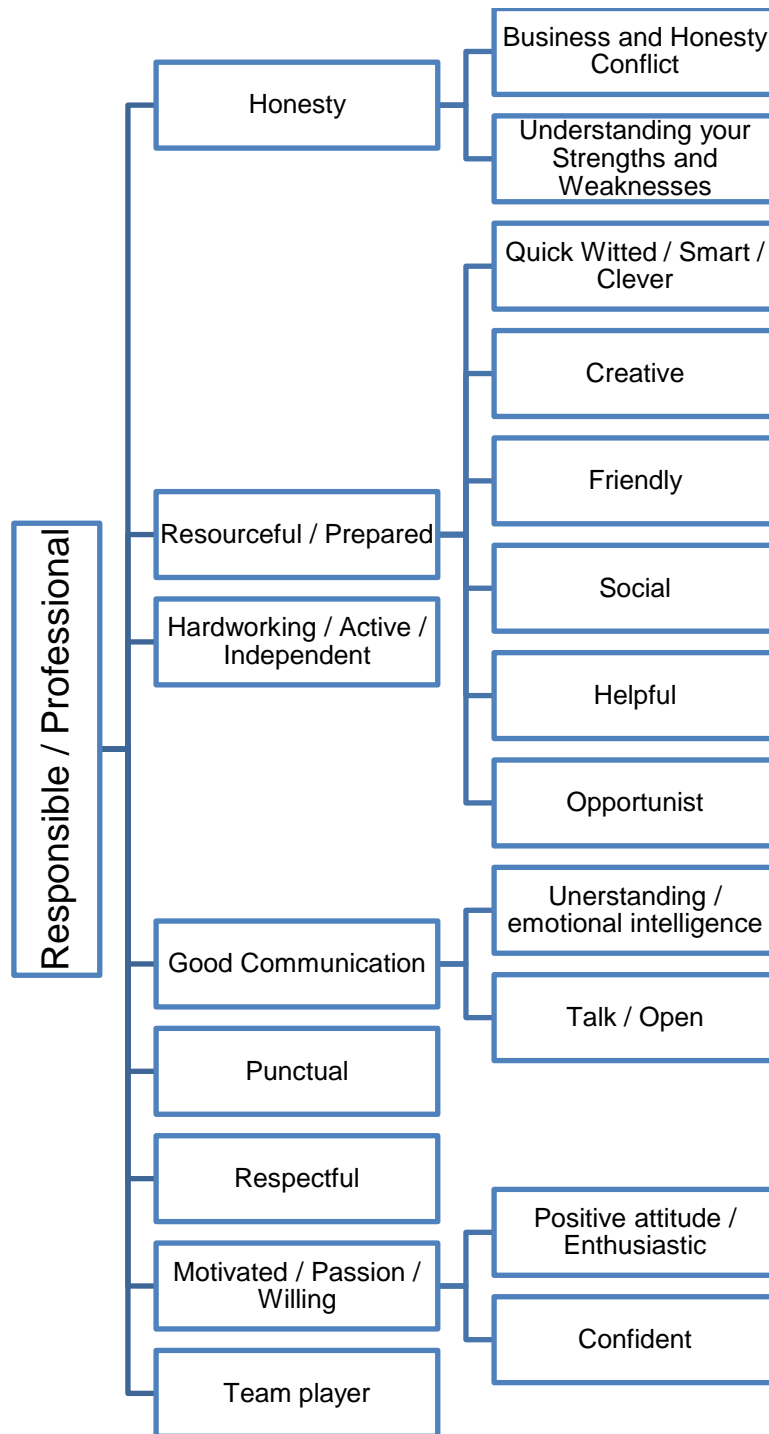 Responsible / Professional
Honesty
Business and Honesty
Conflict
Understanding your
Strengths and
Weaknesses
Resourceful / Prepared
Quick Witted / Smart /
Clever
Creative
Friendly
Social
Helpful
Opportunist
Hardworking / Active /
Independent
Good Communication
Unerstanding /
emotional intelligence
Talk / Open
Punctual
Respectful
Motivated / Passion /
Willing
Positive attitude /
Enthusiastic
Confident
Team player